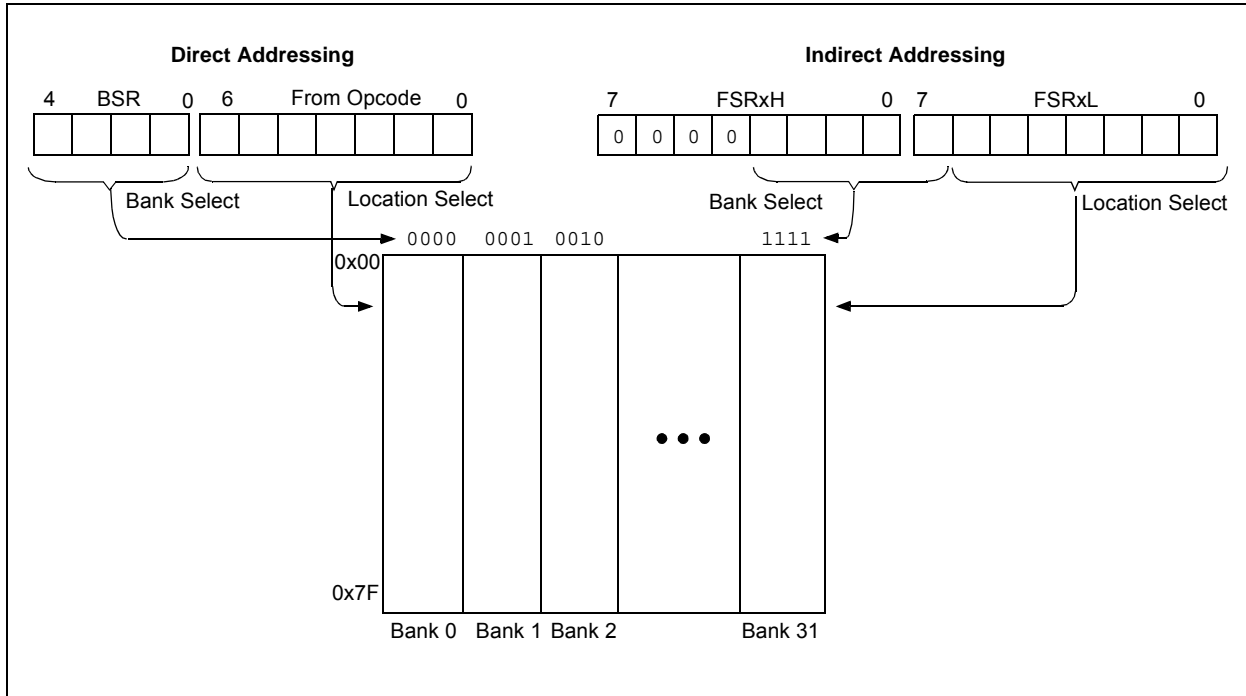 Direct Addressing
Indirect Addressing
4 BSR 0 6 From Opcode 0
7 FSRxH 0 7 FSRxL 0
0 0 0 0
Bank Select
Location Select
Bank Select
Location Select
0000 0001 0010 1111
0x00
0x7F
Bank 0 Bank 1 Bank 2 Bank 31